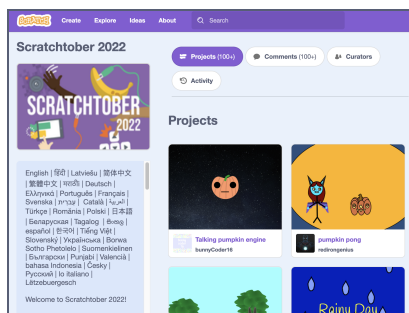 SCRATCH Create Explore Ideas About Search
Scratchtober 2022
SCRATCHTOBER
2022
English | हिंदी | Latviešu | 简体中文
| 繁體中文 | मराठी | Deutsch |
Ελληνικά | Português | Français |
Svenska | עברית | Català | العربية |
Türkçe | România | Polski | 日本語
| Беларуская | Tagalog | සිංහල |
español | 한국어 | Tiếng Việt |
Slovenský | Українська | Borwa
Sotho Phetolelo | Suomenkielinen
| Български | Punjabi | Valencià |
bahasa Indonesia | Česky |
Русский | lo italiano |
Lëtzebuergesch
Welcome to Scratchtober 2022!
Projects (100+) Comments (100+) Curators
Activity
Projects
Talking pumpkin engine
bunnyCoder16
pumpkin pong
redirongenius
Rainy Day